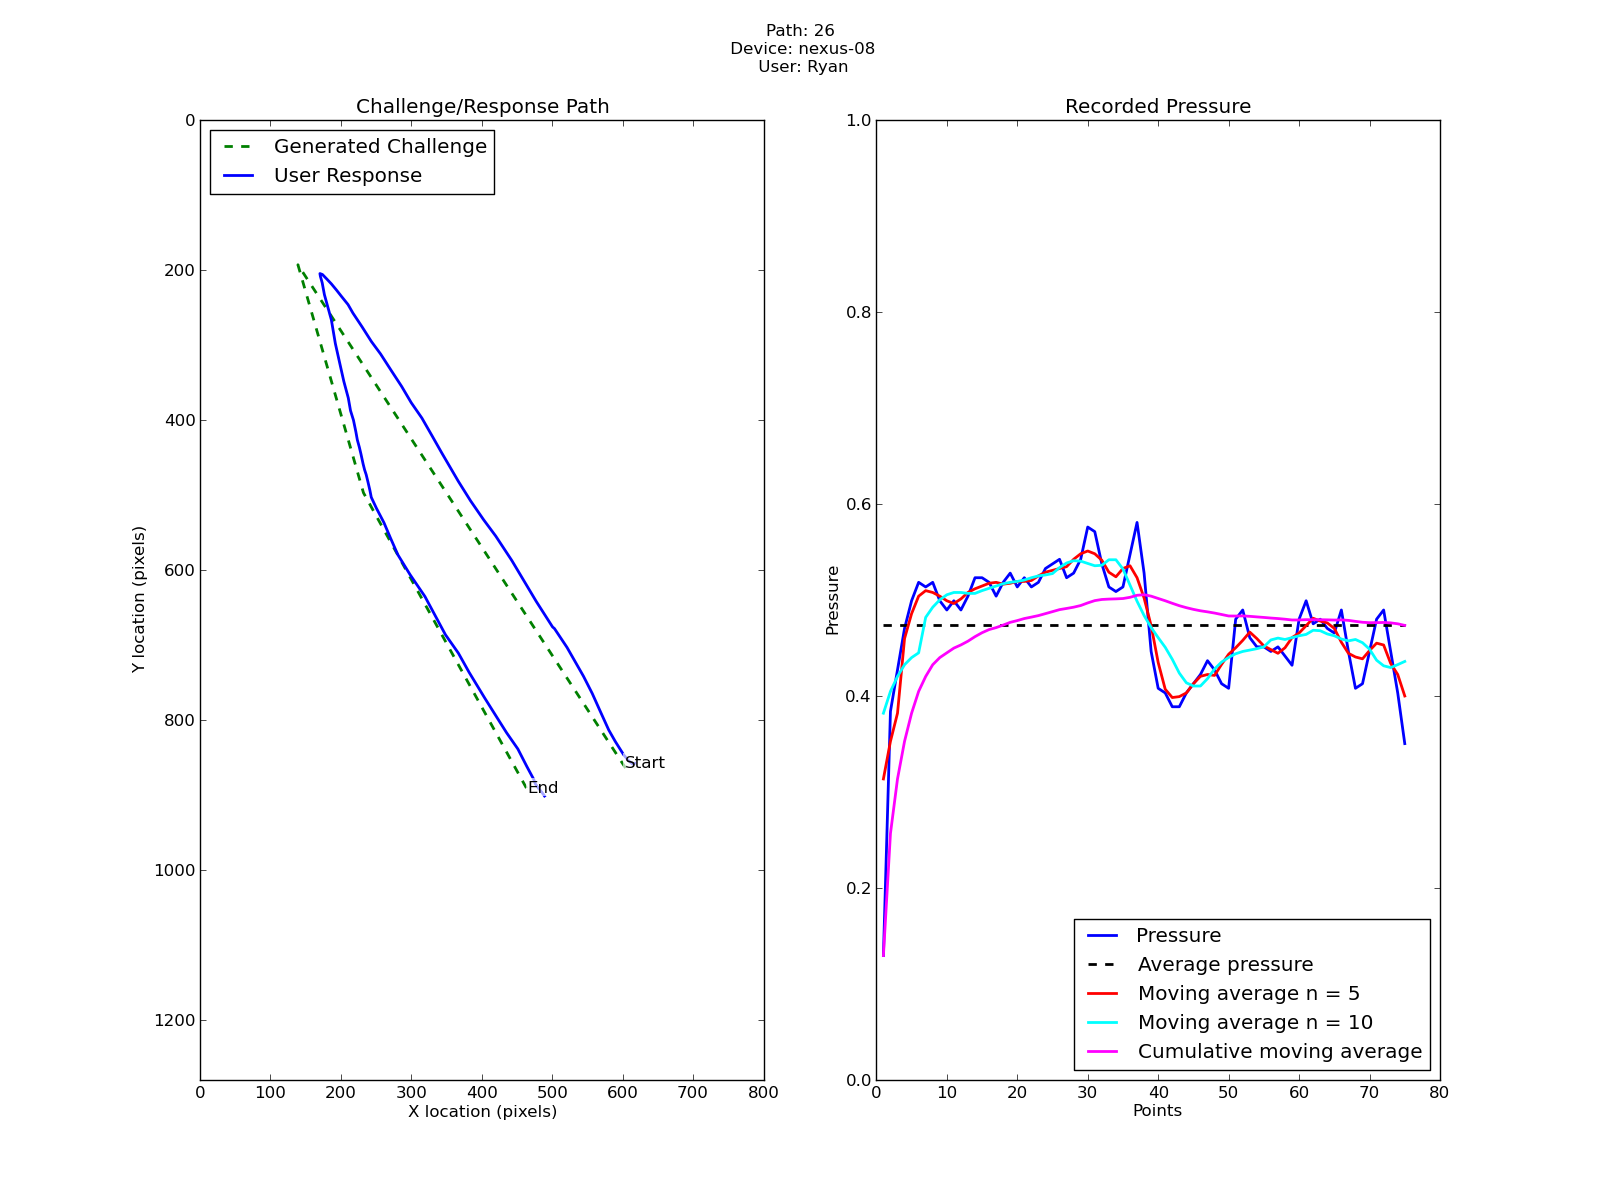 Path: 26
Device: nexus-08
User: Ryan
Challenge/Response Path
Generated Challenge
User Response
0
200
400
600
800
1000
1200
Y location (pixels)
Start
End
0 100 200 300 400 500 600 700 800
X location (pixels)
Recorded Pressure
1.0
0.8
0.6
0.4
0.2
0.0
Pressure
Pressure
Average pressure
Moving average n = 5
Moving average n = 10
Cumulative moving average
0 10 20 30 40 50 60 70 80
Points